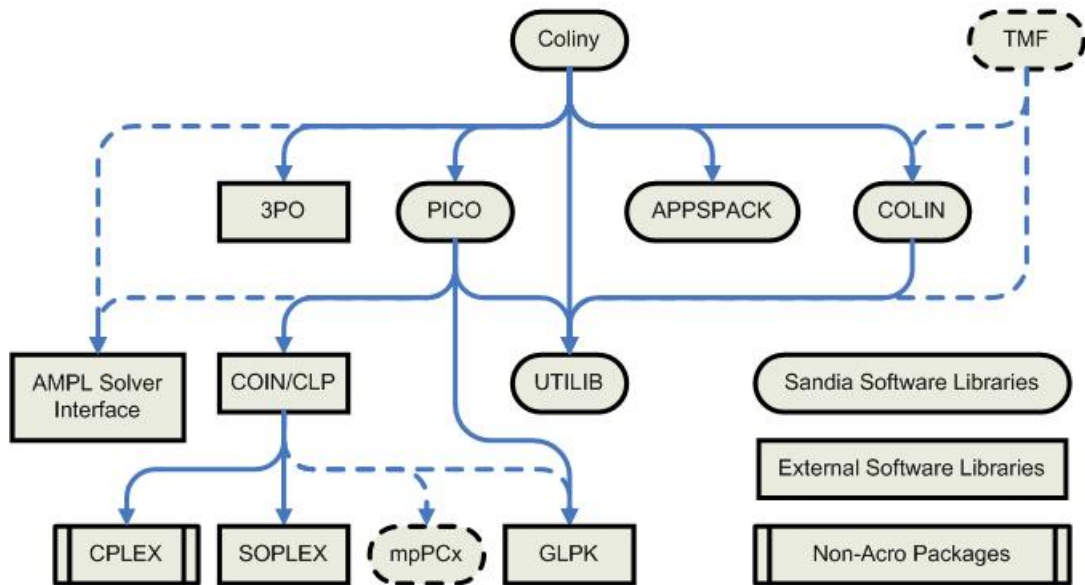 Coliny
TMF
3PO
PICO
APPSPACK
COLIN
AMPL Solver
Interface
COIN/CLP
UTILIB
Sandia Software Libraries
External Software Libraries
CPLEX
SOPLEX
mpPCx
GLPK
Non-Acro Packages